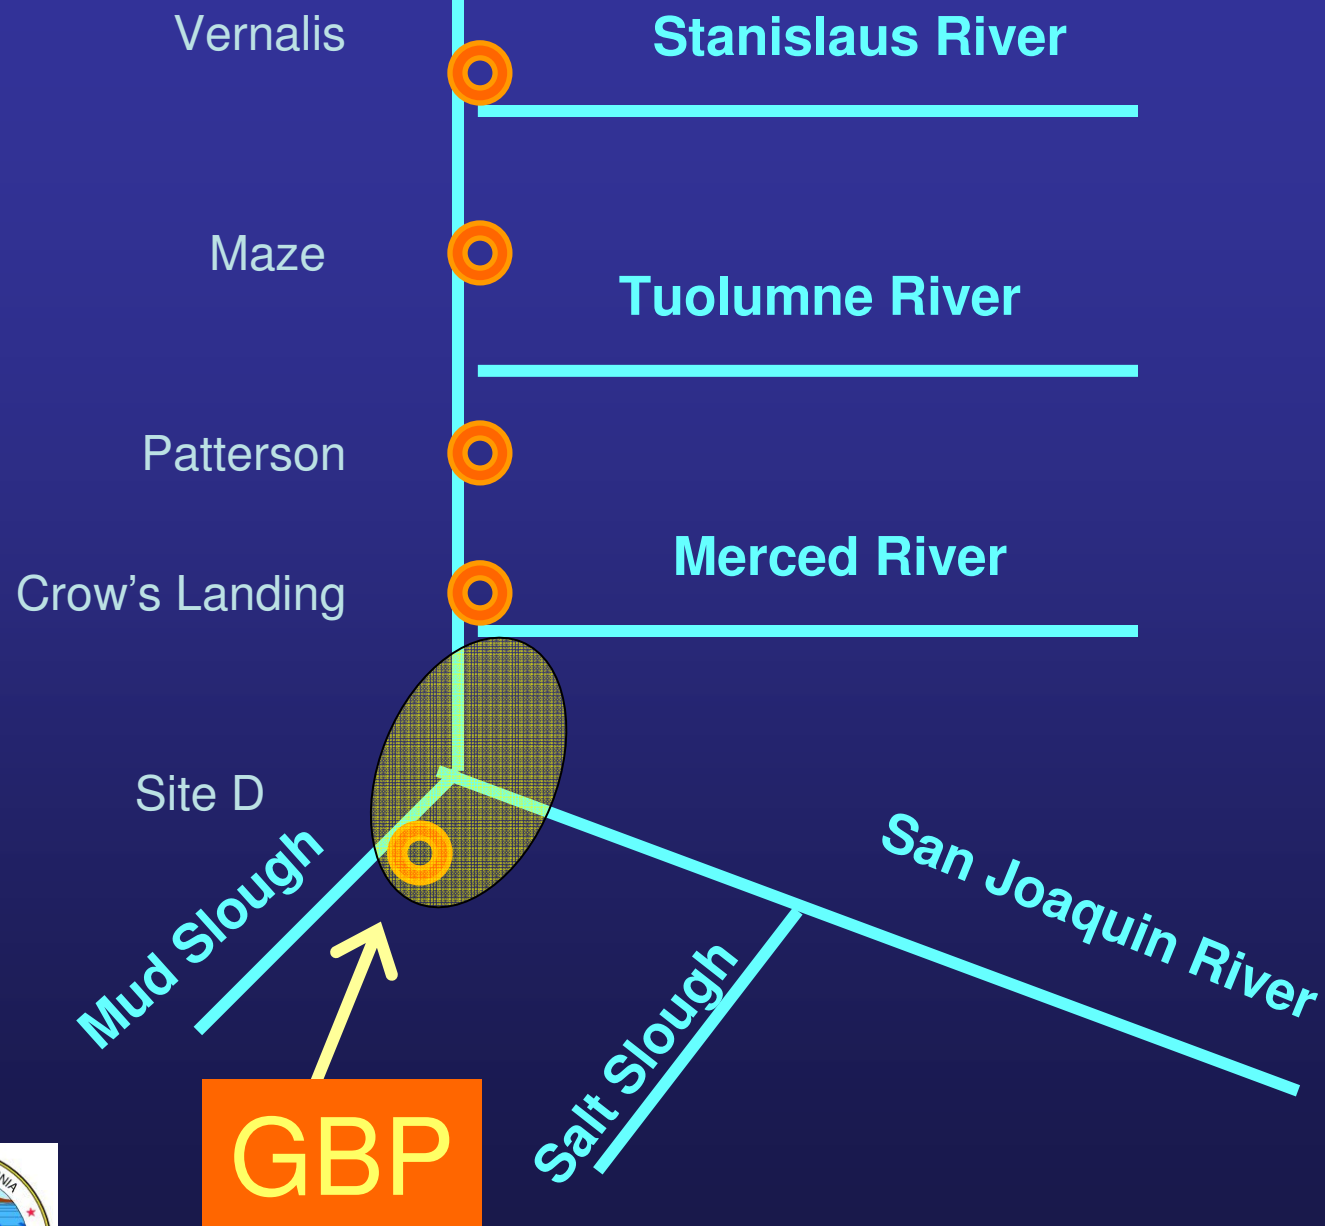 Vernalis
Stanislaus River
Maze
Tuolumne River
Patterson
Merced River
Crow’s Landing
Site D
Mud Slough
San Joaquin River
Salt Slough
GBP